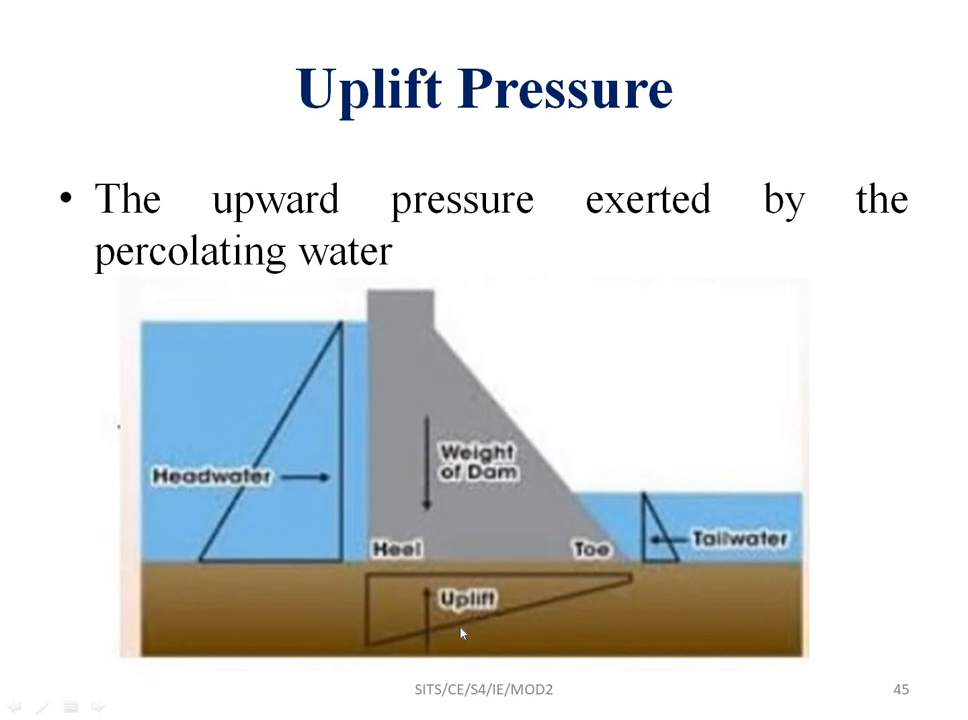 Uplift Pressure
• The upward pressure exerted by the
percolating water
Headwater
Weight
of Dam
Heel
Toe
Tailwater
Uplift
SITS/CE/S4/IE/MOD2
45